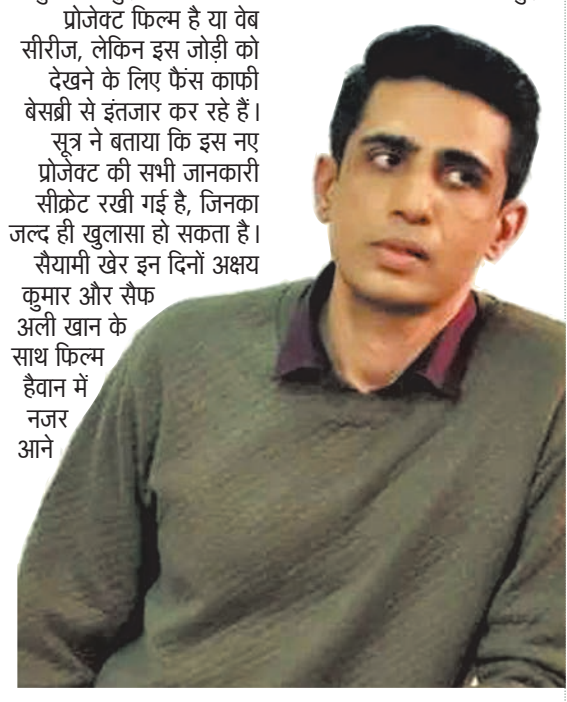 प्रोजेक्ट फिल्म है या वेब
सीरीज, लेकिन इस जोड़ी को
देखने के लिए फैंस काफी
बेसब्री से इंतजार कर रहे हैं।
सूत्र ने बताया कि इस नए
प्रोजेक्ट की सभी जानकारी
सीक्रेट रखी गई है, जिनका
जल्द ही खुलासा हो सकता है।
सैयामी खेर इन दिनों अक्षय
कुमार और सैफ
अली खान के
साथ फिल्म
हैवान में
नजर
आने